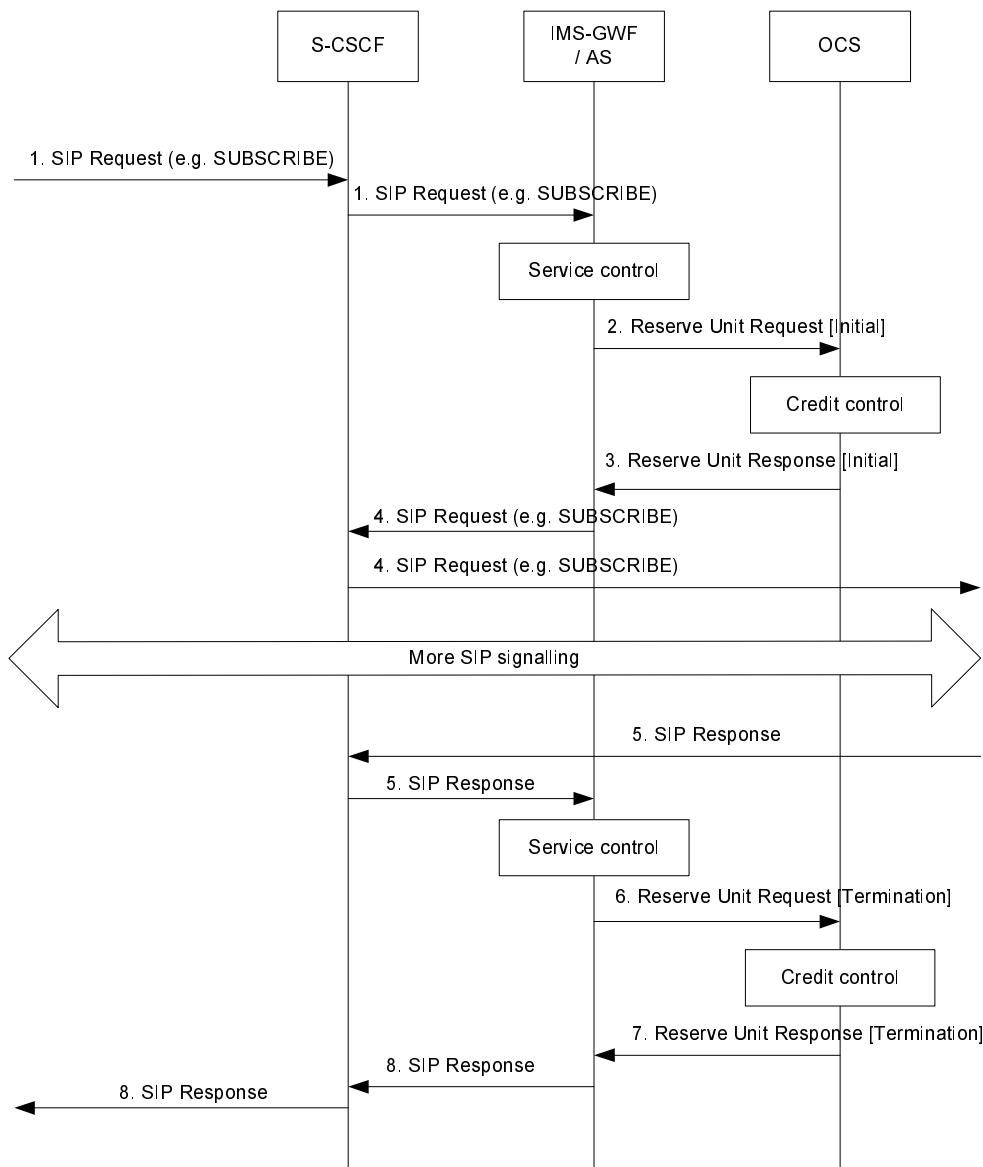 S-CSCF
IMS-GWF
/ AS
OCS
1. SIP Request (e.g. SUBSCRIBE)
1. SIP Request (e.g. SUBSCRIBE)
Service control
2. Reserve Unit Request [Initial]
Credit control
3. Reserve Unit Response [Initial]
4. SIP Request (e.g. SUBSCRIBE)
4. SIP Request (e.g. SUBSCRIBE)
More SIP signalling
5. SIP Response
5. SIP Response
Service control
6. Reserve Unit Request [Termination]
Credit control
7. Reserve Unit Response [Termination]
8. SIP Response
8. SIP Response